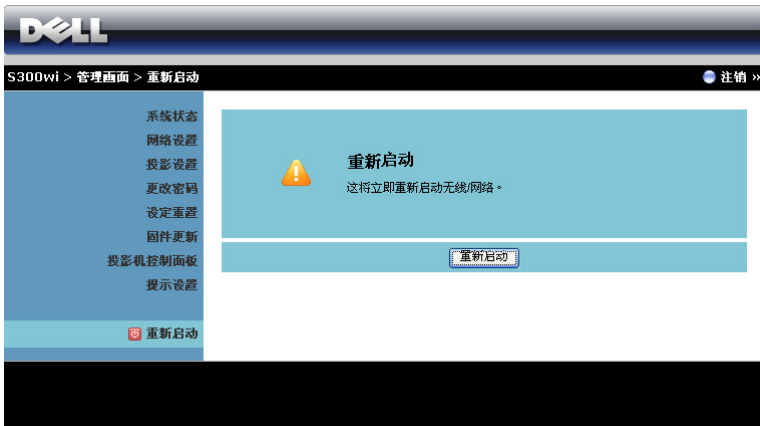 DELL
S300wi > 管理画面 > 重新启动
注销 »
系统状态
网络设置
投影设置
更改密码
设定重置
固件更新
投影机控制面板
提示设置
重新启动
重新启动
这将立即重新启动无线/网络。
重新启动